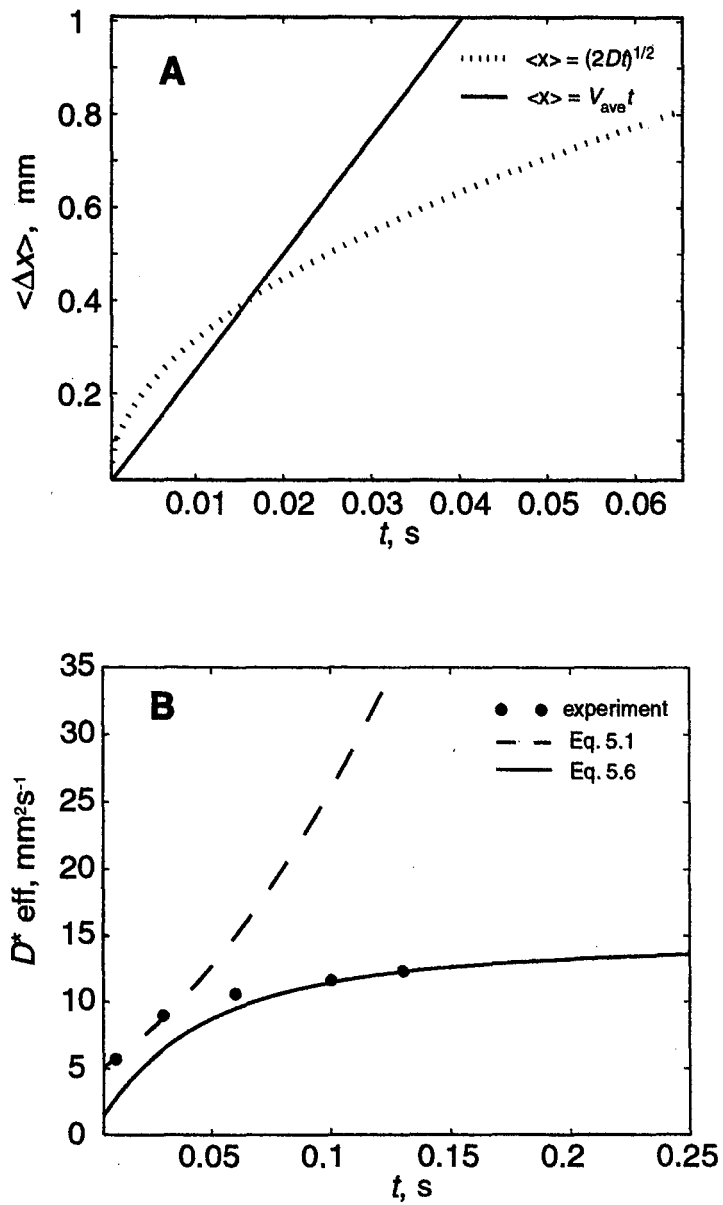 1
A
<x> = (2Dt)1/2
<x> = Vave t
0.8
0.6
0.4
0.2
<Δx>, mm
0.01 0.02 0.03 0.04 0.05 0.06
t, s
35
B
experiment
Eq. 5.1
Eq. 5.6
30
25
20
15
10
5
0
D* eff, mm²s⁻¹
0.05 0.1 0.15 0.2 0.25
t, s